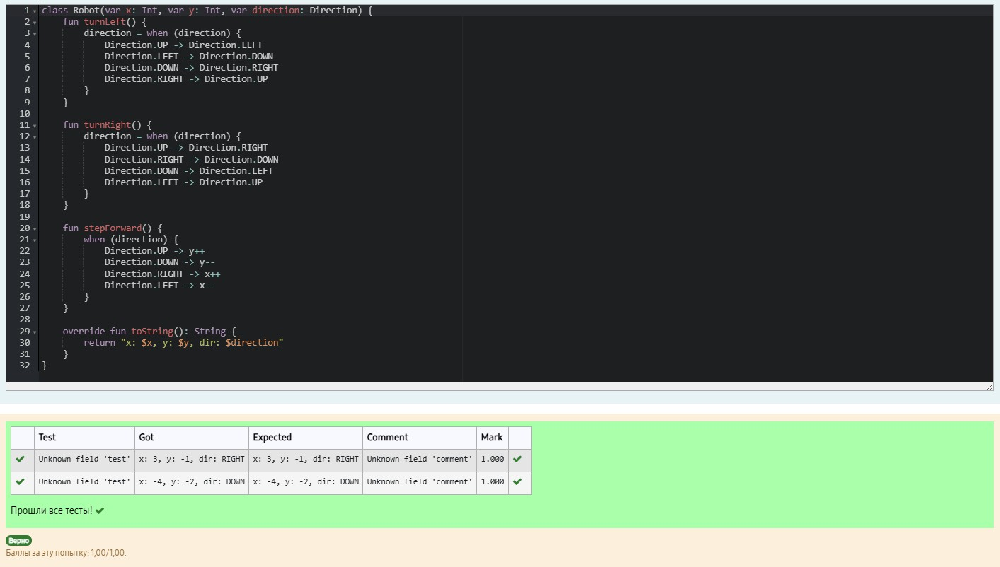 1 class Robot(var x: Int, var y: Int, var direction: Direction) {
2     fun turnLeft() {
3         direction = when (direction) {
4             Direction.UP -> Direction.LEFT
5             Direction.LEFT -> Direction.DOWN
6             Direction.DOWN -> Direction.RIGHT
7             Direction.RIGHT -> Direction.UP
8         }
9     }
10
11     fun turnRight() {
12         direction = when (direction) {
13             Direction.UP -> Direction.RIGHT
14             Direction.RIGHT -> Direction.DOWN
15             Direction.DOWN -> Direction.LEFT
16             Direction.LEFT -> Direction.UP
17         }
18     }
19
20     fun stepForward() {
21         when (direction) {
22             Direction.UP -> y++
23             Direction.DOWN -> y--
24             Direction.RIGHT -> x++
25             Direction.LEFT -> x--
26         }
27     }
28
29     override fun toString(): String {
30         return "x: $x, y: $y, dir: $direction"
31     }
32 }
Test Got Expected Comment Mark
Unknown field 'test' x: 3, y: -1, dir: RIGHT x: 3, y: -1, dir: RIGHT Unknown field 'comment' 1.000
Unknown field 'test' x: -4, y: -2, dir: DOWN x: -4, y: -2, dir: DOWN Unknown field 'comment' 1.000
Прошли все тесты!
Верно
Баллы за эту попытку: 1,00/1,00.